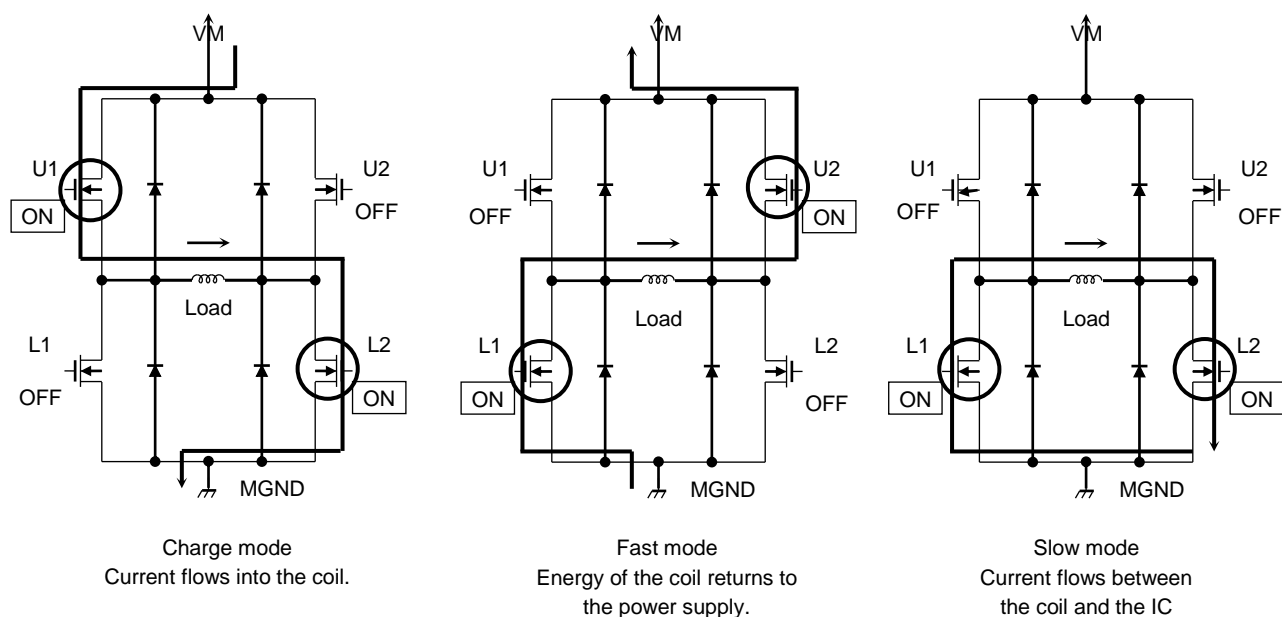 VM
U1
ON
U2
OFF
Load
L1
OFF
L2
ON
MGND
Charge mode
Current flows into the coil.
VM
U1
OFF
U2
ON
Load
L1
ON
L2
OFF
MGND
Fast mode
Energy of the coil returns to
the power supply.
U1
OFF
VM
U2
OFF
Load
L1
ON
L2
ON
MGND
Slow mode
Current flows between
the coil and the IC